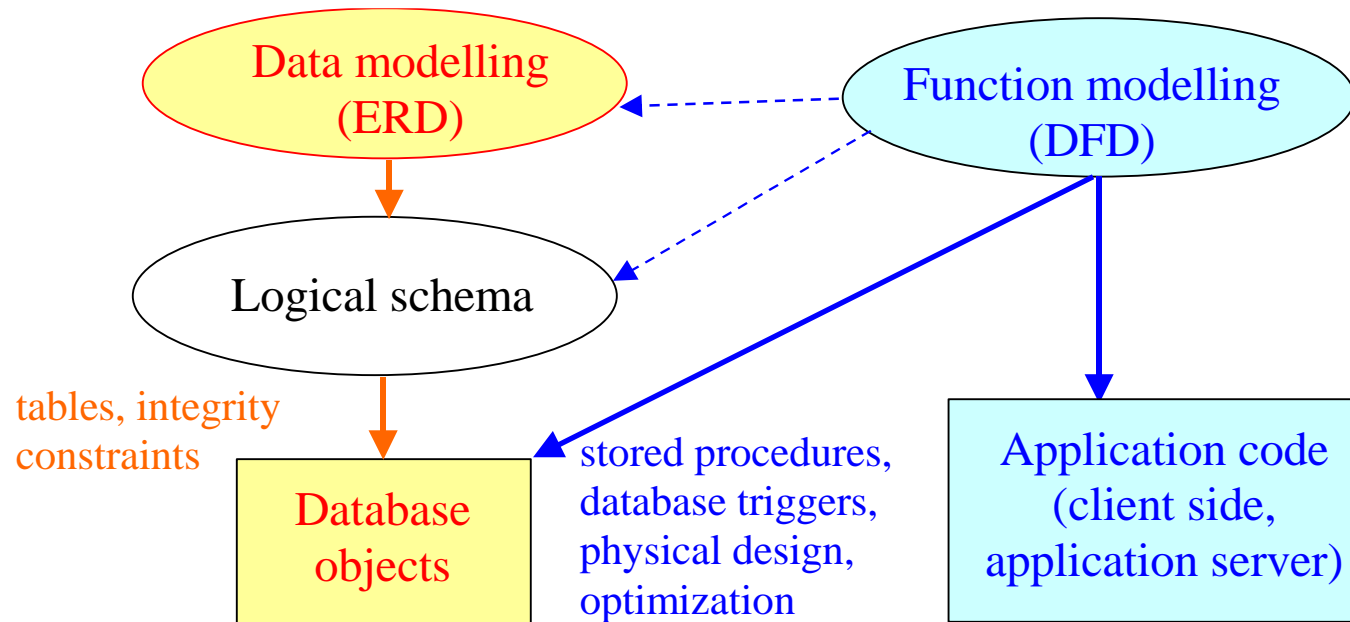 Data modelling
(ERD)
Function modelling
(DFD)
Logical schema
tables, integrity
constraints
Database
objects
stored procedures,
database triggers,
physical design,
optimization
Application code
(client side,
application server)